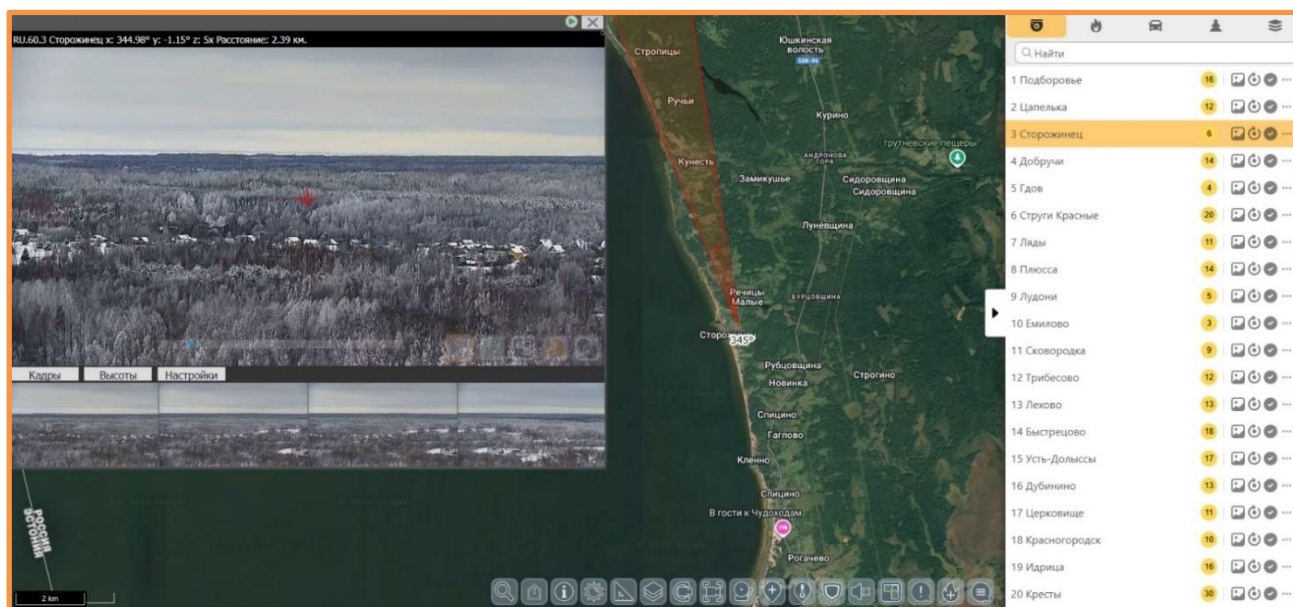 RU.60.3 Сторожинец x: 344.98° y: -1.15° z: 5x Расстояние: 2.39 км.
Кадры
Высоты
Настройки
РОССИЯ
ЭСТОНИЯ
2 km
Стропицы
Юшкинская
волость
Ручьи
Курино
трутневские пещеры
АНДРОНОВА
ГОРА
Кунесть
Замикушье
Сидоровщина
Сидоровщина
Луневщина
Речицы
Малые
БУРЦОВЩИНА
Сторожинец
345°
Рубцовщина
Новинка
Строгино
Спицино
Гаглово
Кленно
Спицино
В гости к Чудоходам
Рогачево
Найти
1 Подборовье 16
2 Цапелька 12
3 Сторожинец 6
4 Добручи 14
5 Гдов 4
6 Струги Красные 20
7 Ляды 11
8 Плюсса 14
9 Лудони 5
10 Емилово 3
11 Сковородка 9
12 Трибесово 12
13 Лехово 13
14 Быстрецово 18
15 Усть-Долыссы 17
16 Дубинино 13
17 Церковище 11
18 Красногородск 10
19 Идрица 16
20 Кресты 30